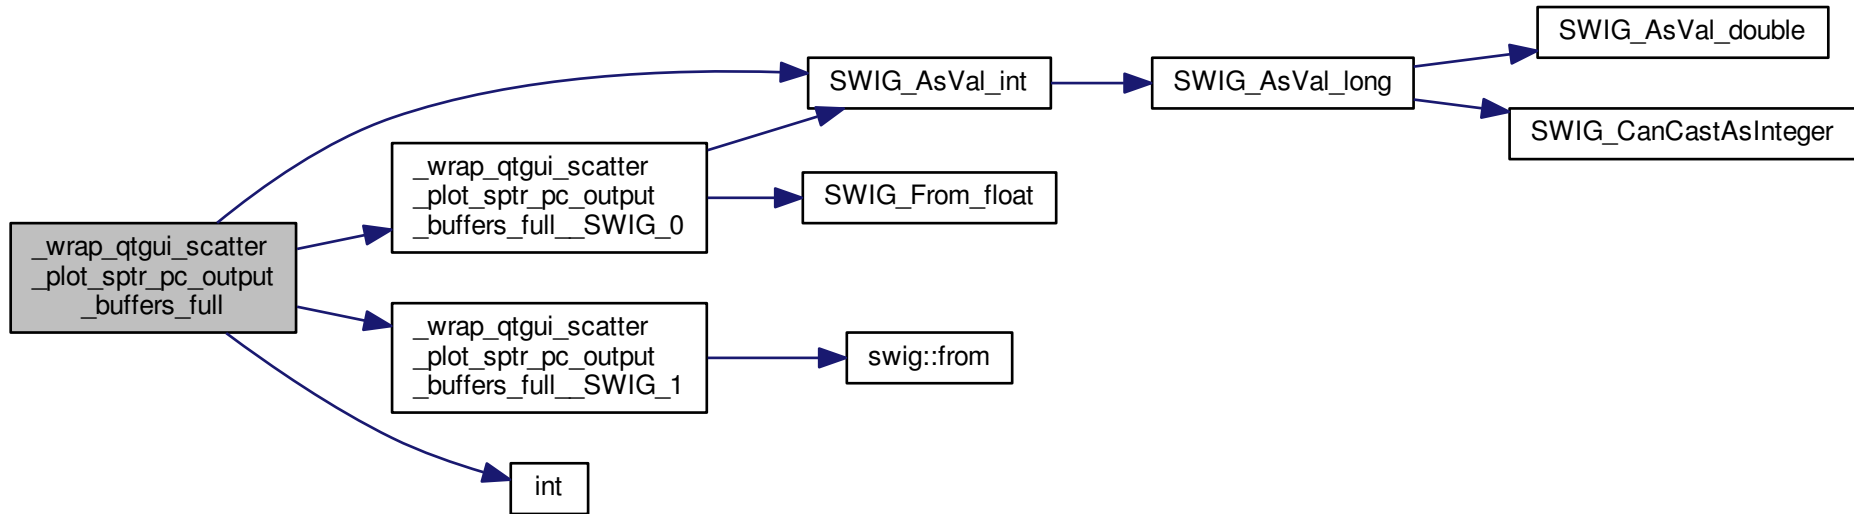 _wrap_qtgui_scatter
_plot_sptr_pc_output
_buffers_full
_wrap_qtgui_scatter
_plot_sptr_pc_output
_buffers_full__SWIG_0
_wrap_qtgui_scatter
_plot_sptr_pc_output
_buffers_full__SWIG_1
int
SWIG_AsVal_int
SWIG_From_float
swig::from
SWIG_AsVal_long
SWIG_AsVal_double
SWIG_CanCastAsInteger